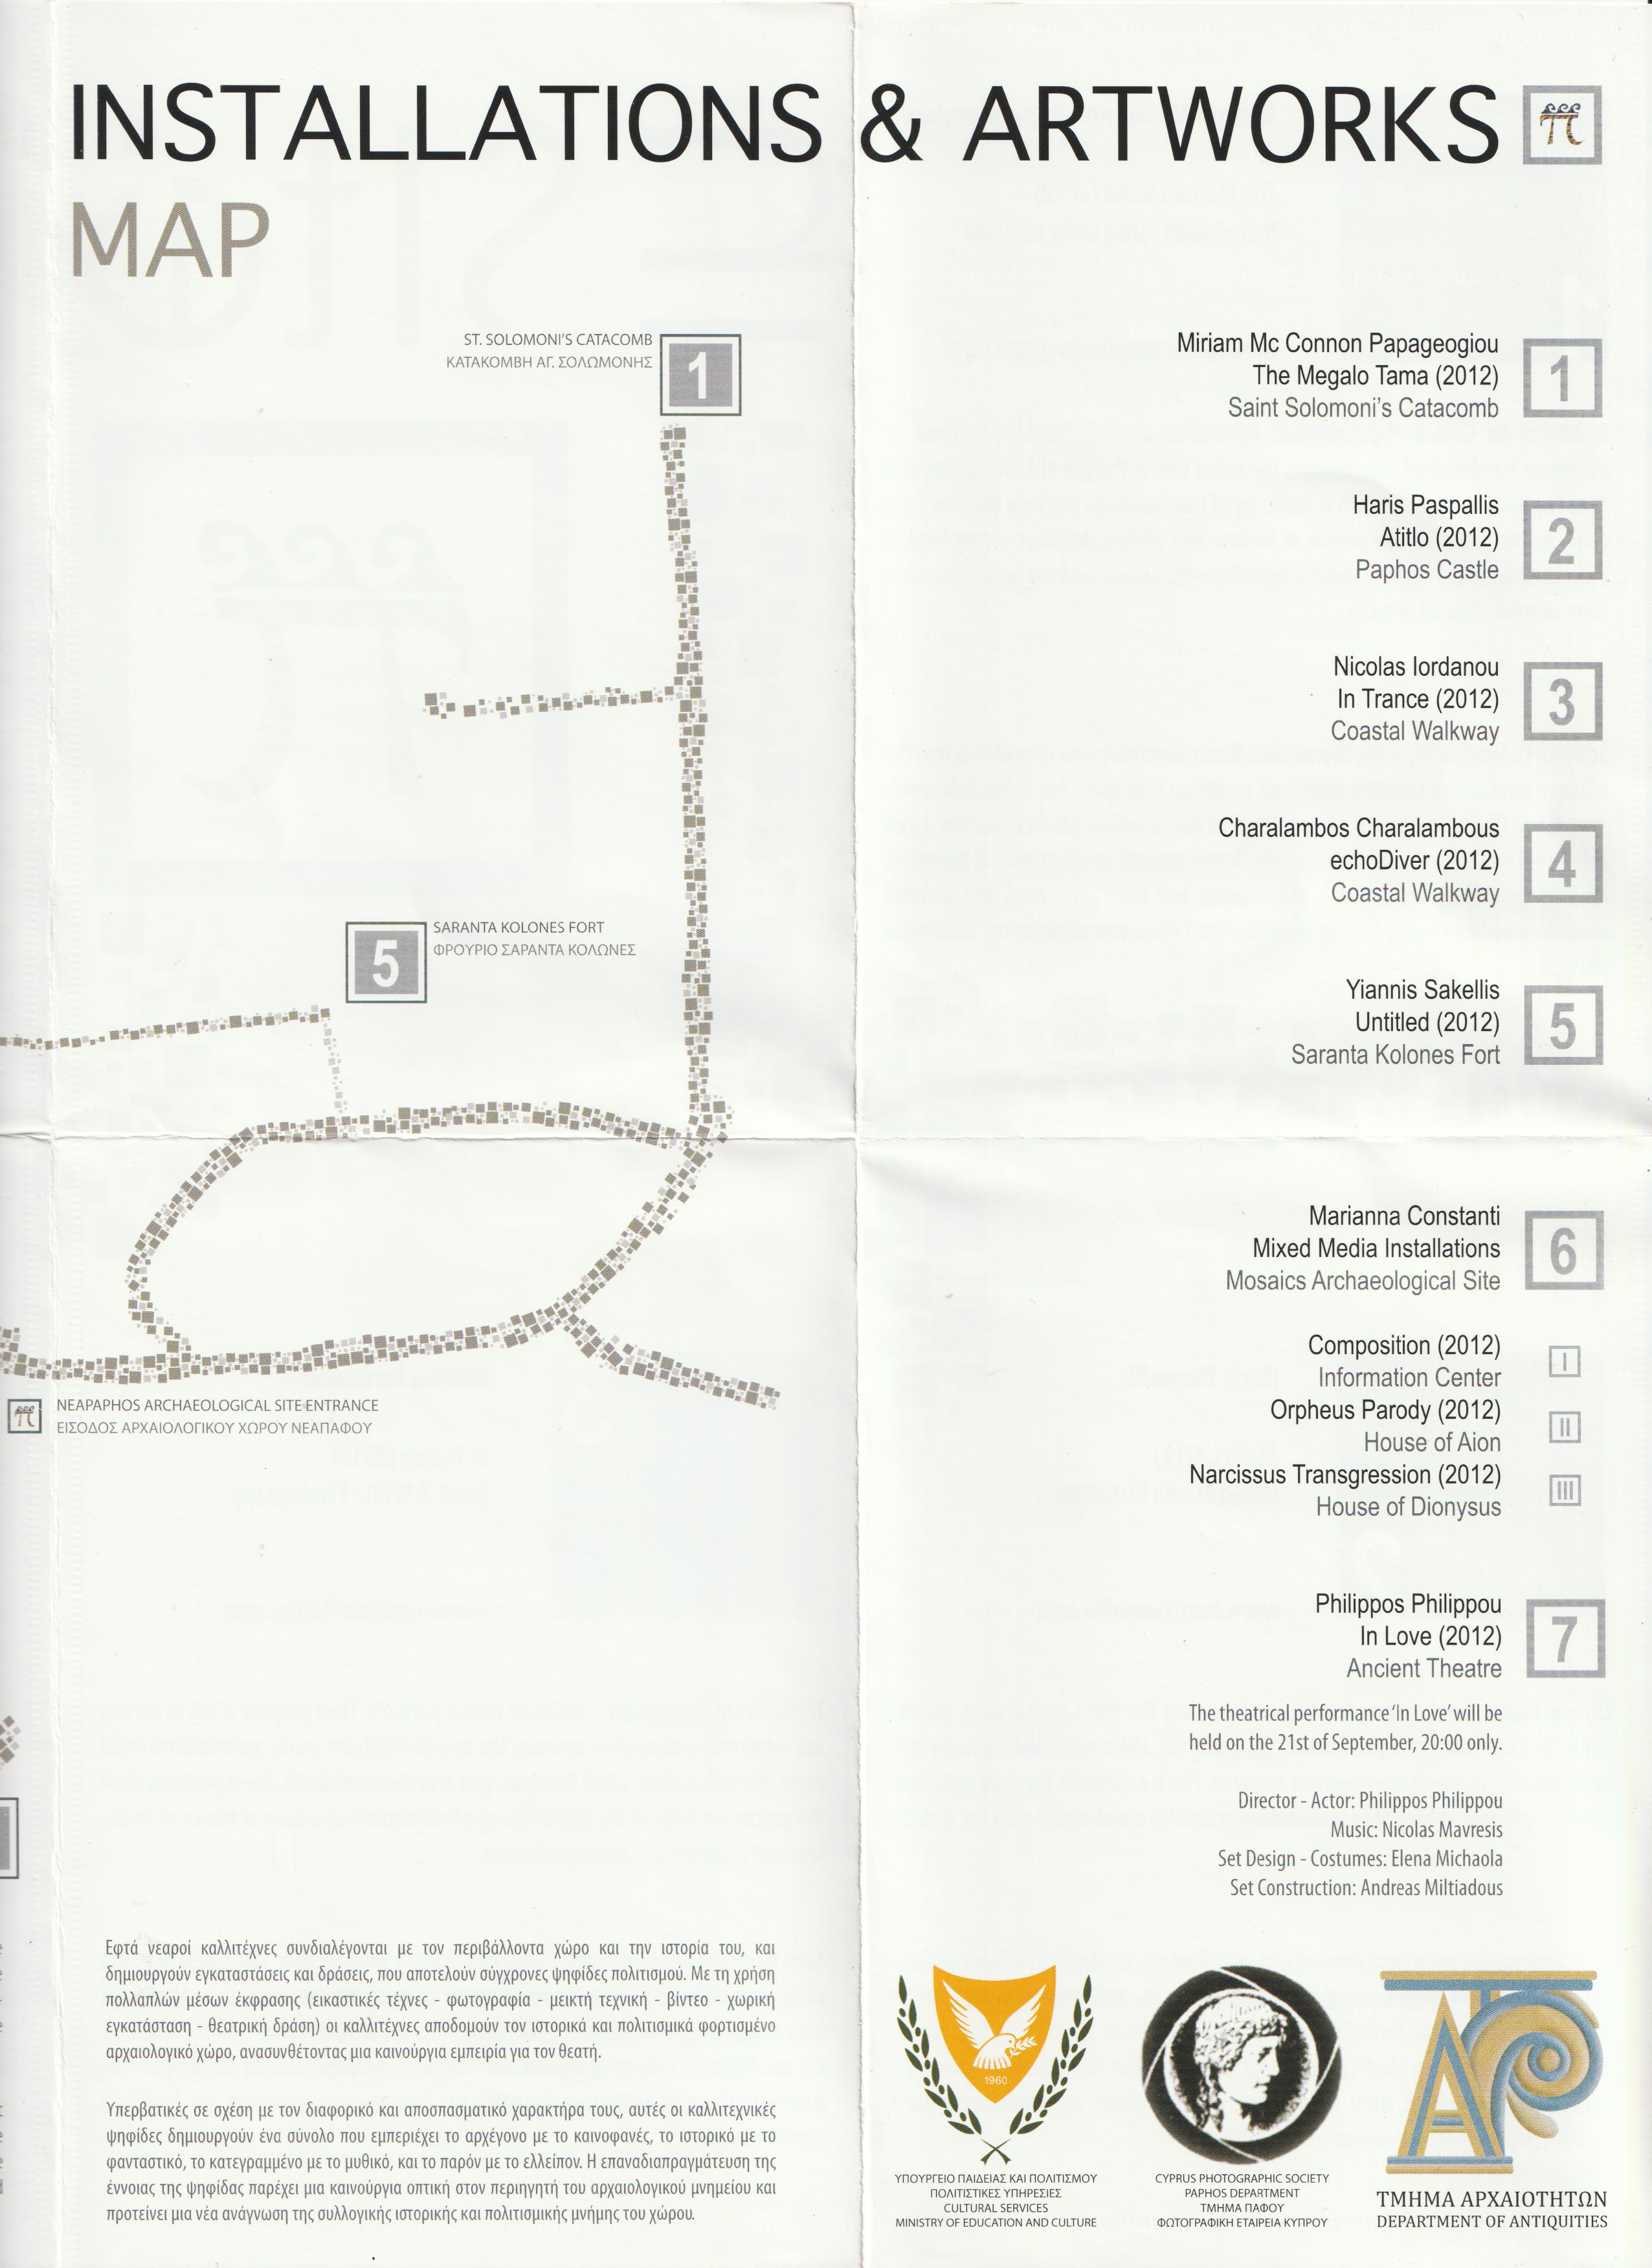 INSTALLATIONS & ARTWORKS
MAP
ST. SOLOMONI'S CATACOMB
ΚΑΤΑΚΟΜΒΗ ΑΓ. ΣΟΛΩΜΟΝΗΣ
1
5
SARANTA KOLONES FORT
ΦΡΟΥΡΙΟ ΣΑΡΑΝΤΑ ΚΟΛΩΝΕΣ
NEAPAPHOS ARCHAEOLOGICAL SITE ENTRANCE
ΕΙΣΟΔΟΣ ΑΡΧΑΙΟΛΟΓΙΚΟΥ ΧΩΡΟΥ ΝΕΑΠΑΦΟΥ
Εφτά νεαροί καλλιτέχνες συνδιαλέγονται με τον περιβάλλοντα χώρο και την ιστορία του, και
δημιουργούν εγκαταστάσεις και δράσεις, που αποτελούν σύγχρονες ψηφίδες πολιτισμού. Με τη χρήση
πολλαπλών μέσων έκφρασης (εικαστικές τέχνες - φωτογραφία - μεικτή τεχνική - βίντεο - χωρική
εγκατάσταση - θεατρική δράση) οι καλλιτέχνες αποδομούν τον ιστορικά και πολιτισμικά φορτισμένο
αρχαιολογικό χώρο, ανασυνθέτοντας μια καινούργια εμπειρία για τον θεατή.
Υπερβατικές σε σχέση με τον διαφορικό και αποσπασματικό χαρακτήρα τους, αυτές οι καλλιτεχνικές
ψηφίδες δημιουργούν ένα σύνολο που εμπεριέχει το αρχέγονο με το καινοφανές, το ιστορικό με το
φανταστικό, το κατεγραμμένο με το μυθικό, και το παρόν με το ελλείπον. Η επαναδιαπραγμάτευση της
έννοιας της ψηφίδας παρέχει μια καινούργια οπτική στον περιηγητή του αρχαιολογικού μνημείου και
προτείνει μια νέα ανάγνωση της συλλογικής ιστορικής και πολιτισμικής μνήμης του χώρου.
Miriam Mc Connon Papageogiou
The Megalo Tama (2012)
Saint Solomoni's Catacomb
1
Haris Paspallis
Atitlo (2012)
Paphos Castle
2
Nicolas Iordanou
In Trance (2012)
Coastal Walkway
3
Charalambos Charalambous
echoDiver (2012)
Coastal Walkway
4
Yiannis Sakellis
Untitled (2012)
Saranta Kolones Fort
5
Marianna Constanti
Mixed Media Installations
Mosaics Archaeological Site
6
Composition (2012)
Information Center
I
Orpheus Parody (2012)
House of Aion
II
Narcissus Transgression (2012)
House of Dionysus
III
Philippos Philippou
In Love (2012)
Ancient Theatre
7
The theatrical performance 'In Love' will be
held on the 21st of September, 20:00 only.
Director - Actor: Philippos Philippou
Music: Nicolas Mavresis
Set Design - Costumes: Elena Michaola
Set Construction: Andreas Miltiadous
1960
ΥΠΟΥΡΓΕΙΟ ΠΑΙΔΕΙΑΣ ΚΑΙ ΠΟΛΙΤΙΣΜΟΥ
ΠΟΛΙΤΙΣΤΙΚΕΣ ΥΠΗΡΕΣΙΕΣ
CULTURAL SERVICES
MINISTRY OF EDUCATION AND CULTURE
CYPRUS PHOTOGRAPHIC SOCIETY
PAPHOS DEPARTMENT
ΤΜΗΜΑ ΠΑΦΟΥ
ΦΩΤΟΓΡΑΦΙΚΗ ΕΤΑΙΡΕΙΑ ΚΥΠΡΟΥ
ΤΜΗΜΑ ΑΡΧΑΙΟΤΗΤΩΝ
DEPARTMENT OF ANTIQUITIES